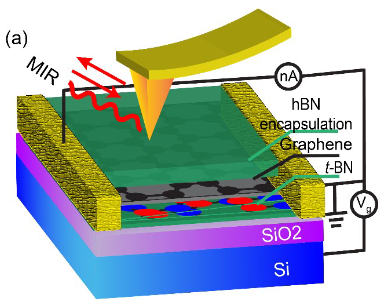 (a)
MIR
nA
hBN
encapsulation
Graphene
t-BN
Vg
SiO2
Si